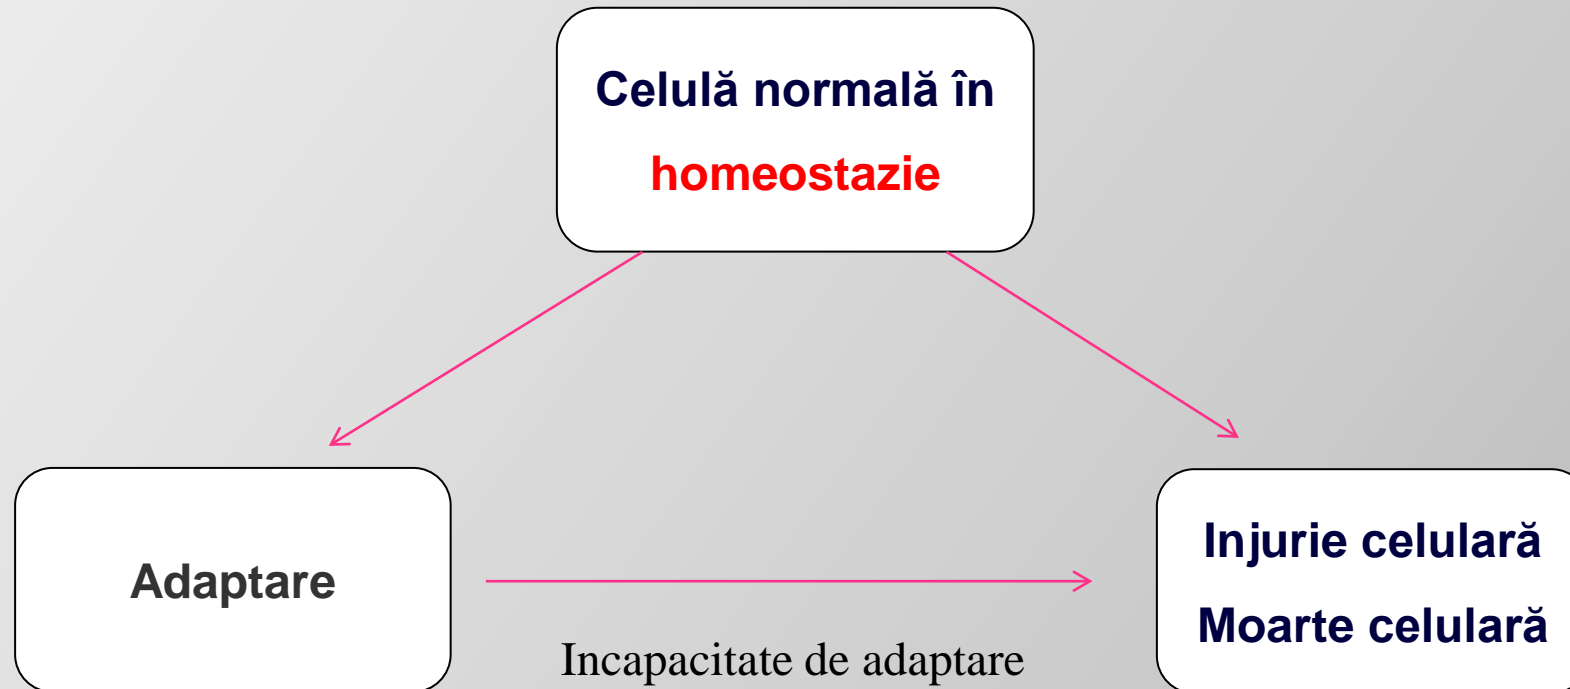 Celulă normală în
homeostazie
Adaptare
Injurie celulară
Moarte celulară
Incapacitate de adaptare